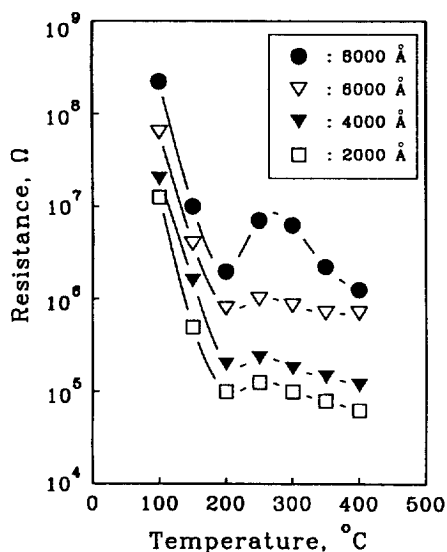 Resistance, Ω
10⁹
10⁸
10⁷
10⁶
10⁵
10⁴
: 8000 Å
: 6000 Å
: 4000 Å
: 2000 Å
0 100 200 300 400 500
Temperature, °C